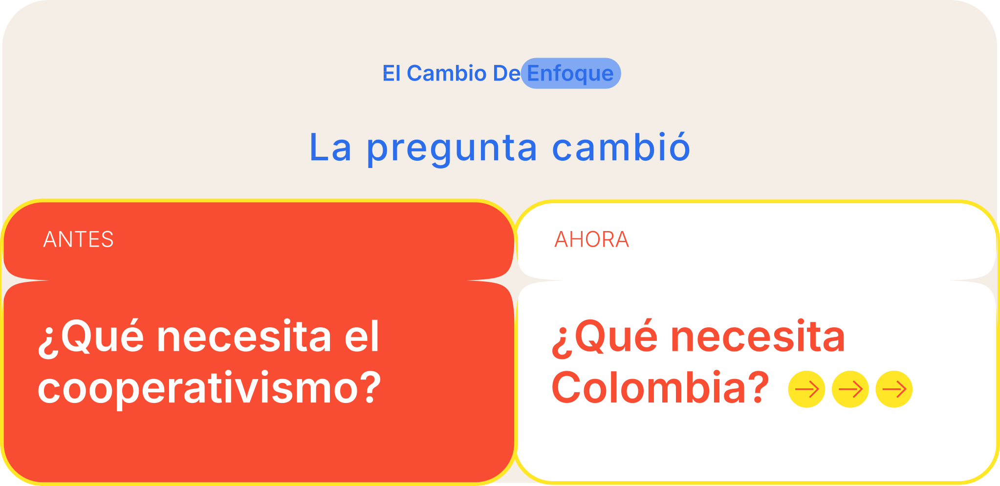 El Cambio De Enfoque
La pregunta cambió
ANTES
¿Qué necesita el
cooperativismo?
AHORA
¿Qué necesita
Colombia?